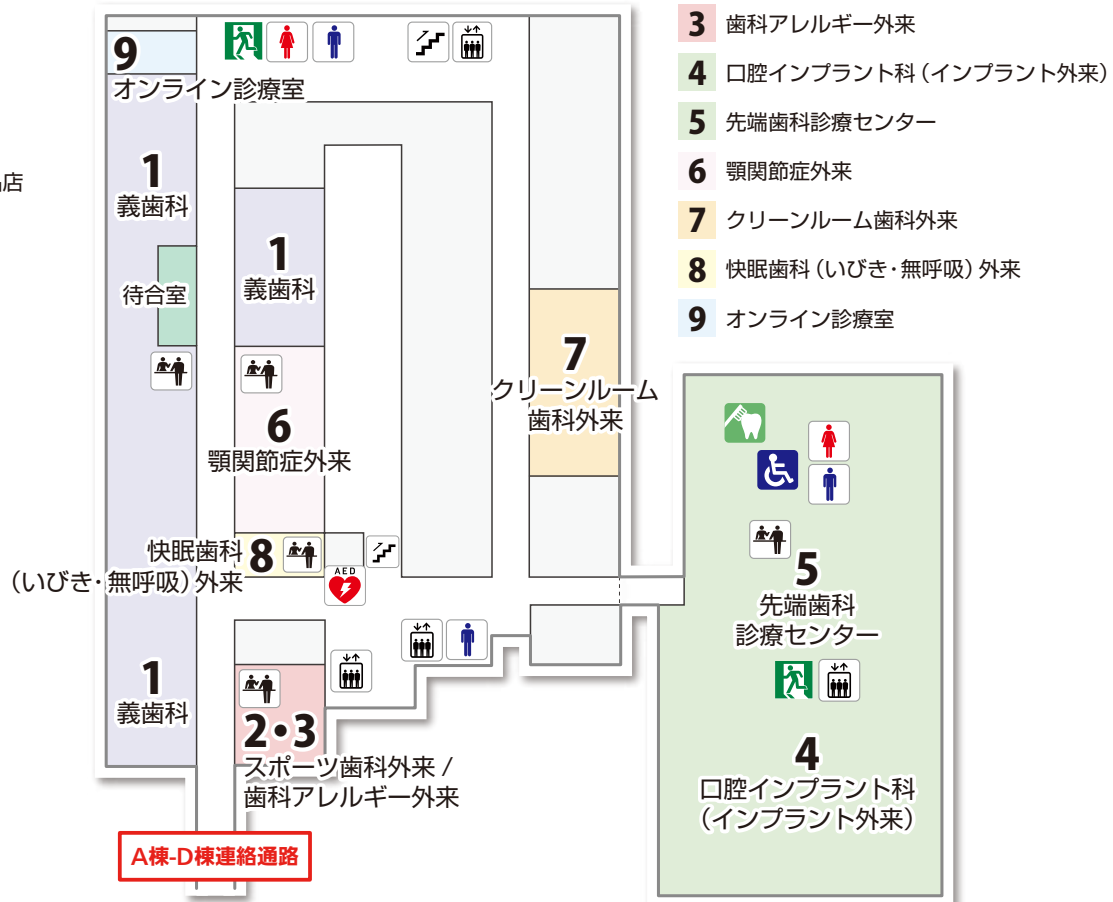 9
オンライン診療室
1
義歯科
待合室
1
義歯科
6
顎関節症外来
快眠歯科
（いびき・無呼吸）外来
8
AED
1
義歯科
2・3
スポーツ歯科外来 /
歯科アレルギー外来
A棟-D棟連絡通路
7
クリーンルーム
歯科外来
5
先端歯科
診療センター
4
口腔インプラント科
（インプラント外来）
3 歯科アレルギー外来
4 口腔インプラント科（インプラント外来）
5 先端歯科診療センター
6 顎関節症外来
7 クリーンルーム歯科外来
8 快眠歯科（いびき・無呼吸）外来
9 オンライン診療室